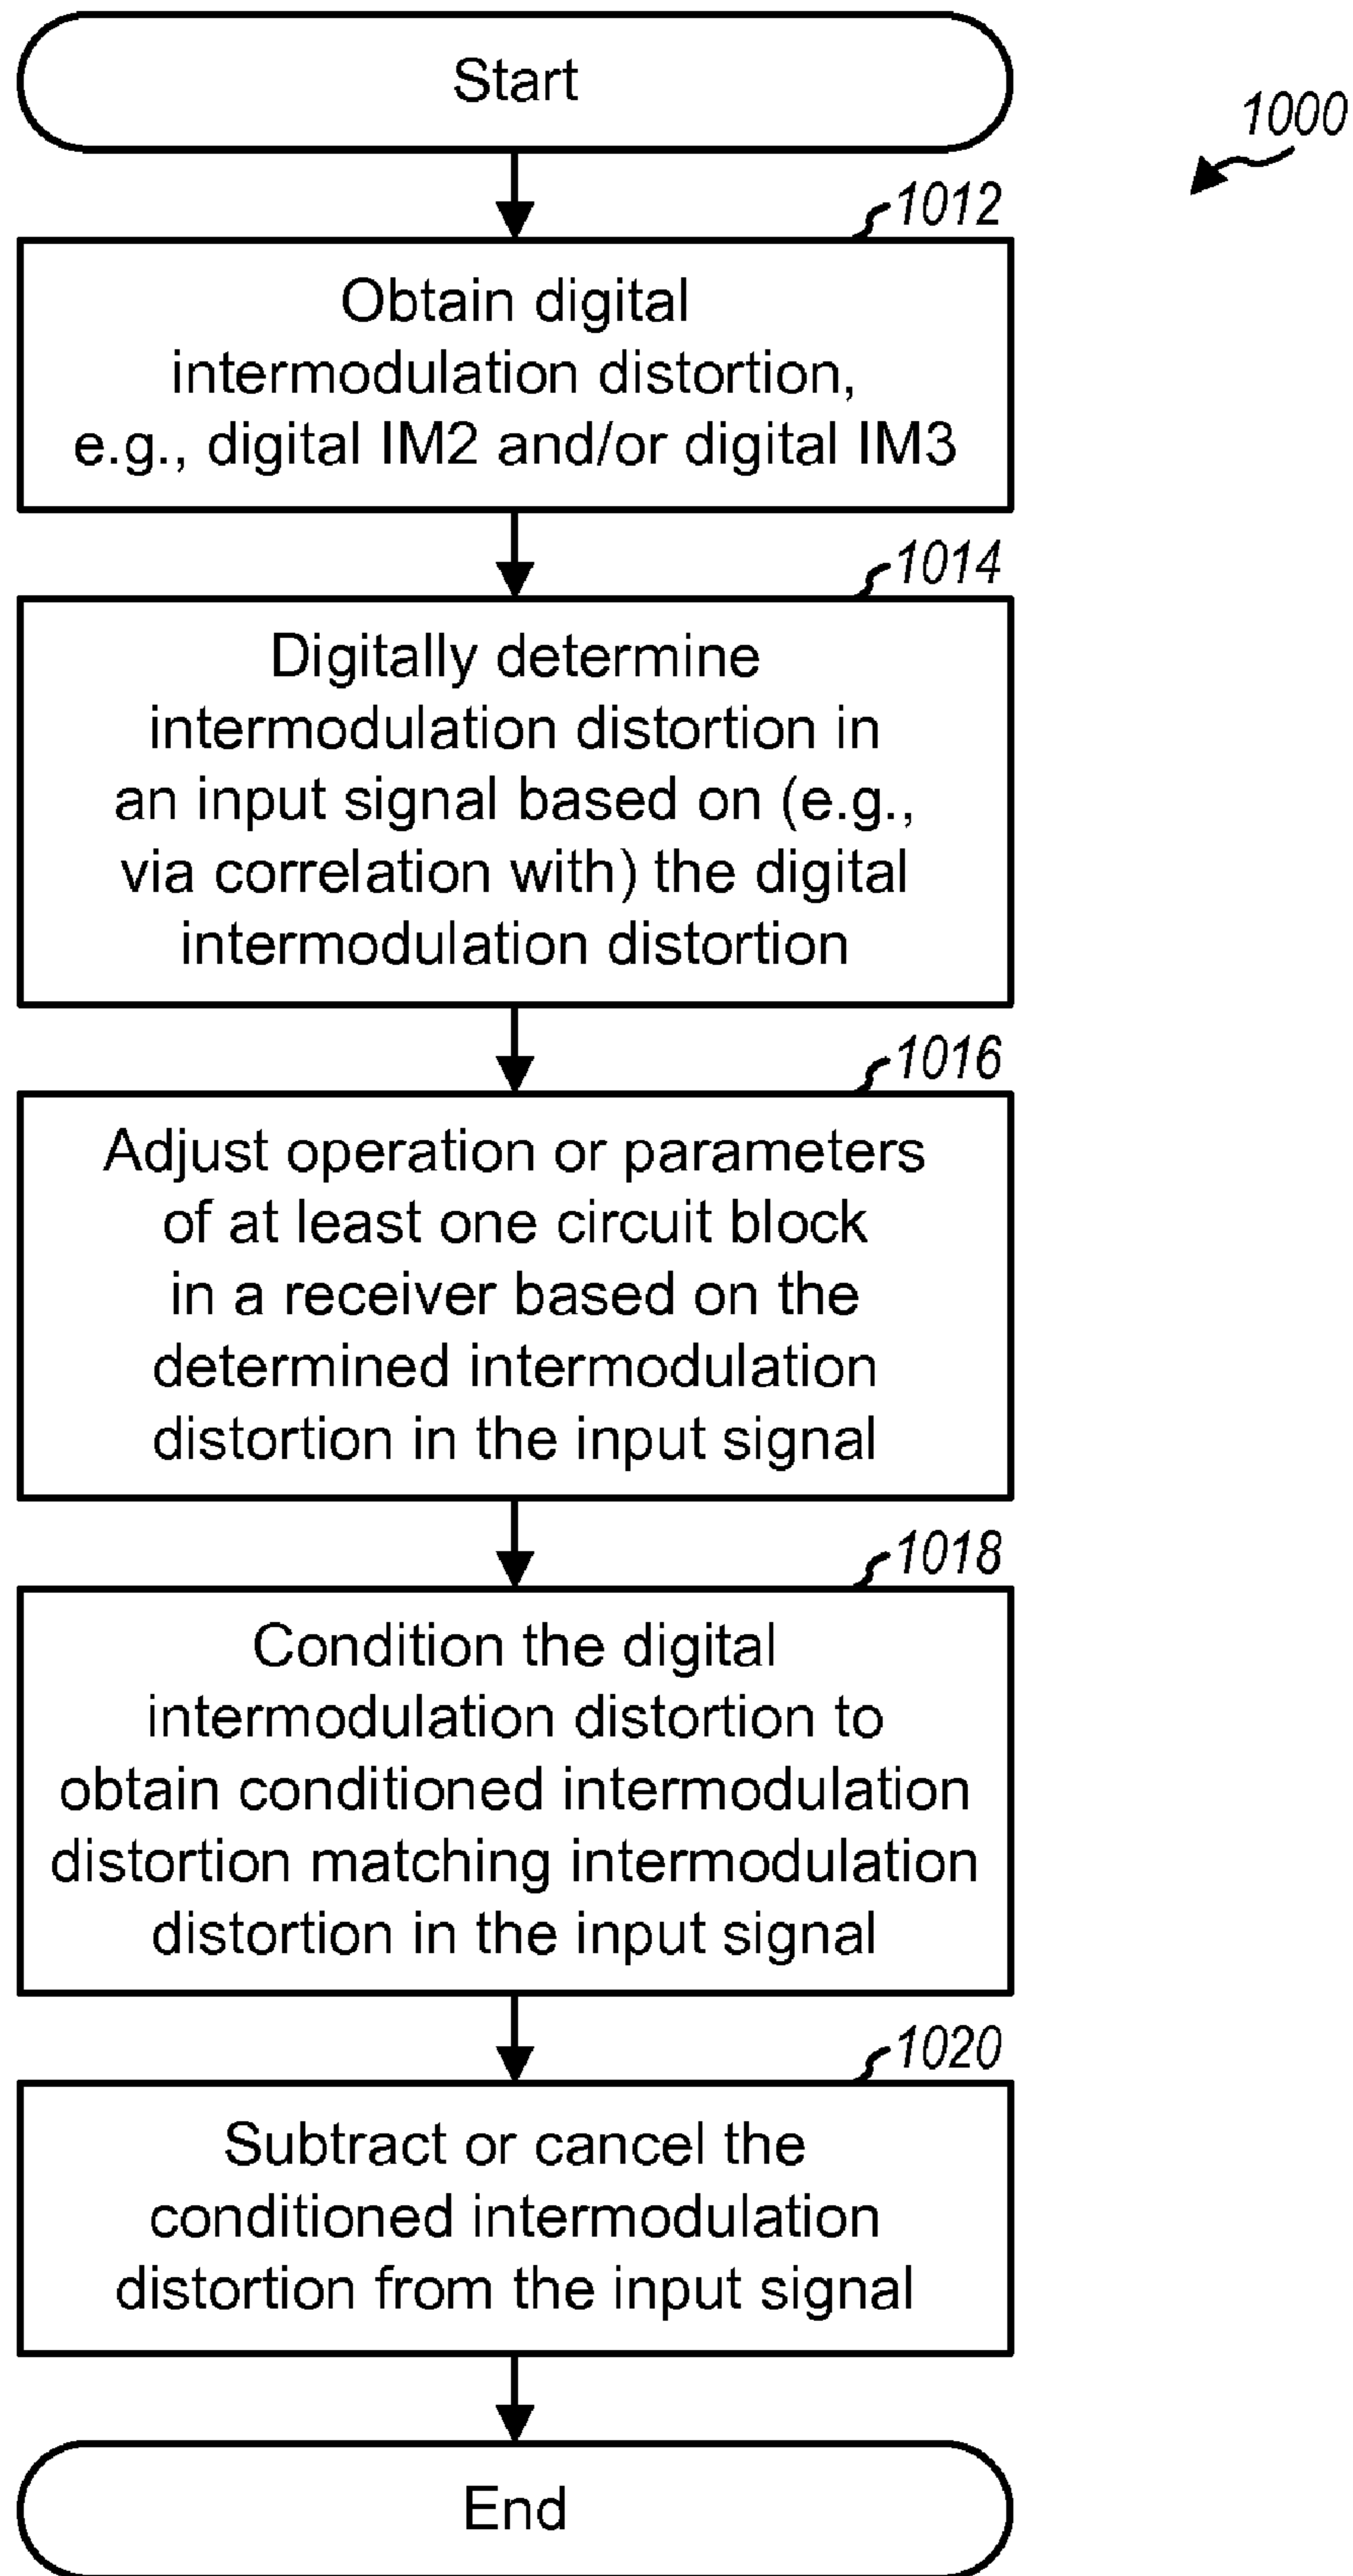 Start
1000
1012
Obtain digital
intermodulation distortion,
e.g., digital IM2 and/or digital IM3
1014
Digitally determine
intermodulation distortion in
an input signal based on (e.g.,
via correlation with) the digital
intermodulation distortion
1016
Adjust operation or parameters
of at least one circuit block
in a receiver based on the
determined intermodulation
distortion in the input signal
1018
Condition the digital
intermodulation distortion to
obtain conditioned intermodulation
distortion matching intermodulation
distortion in the input signal
1020
Subtract or cancel the
conditioned intermodulation
distortion from the input signal
End